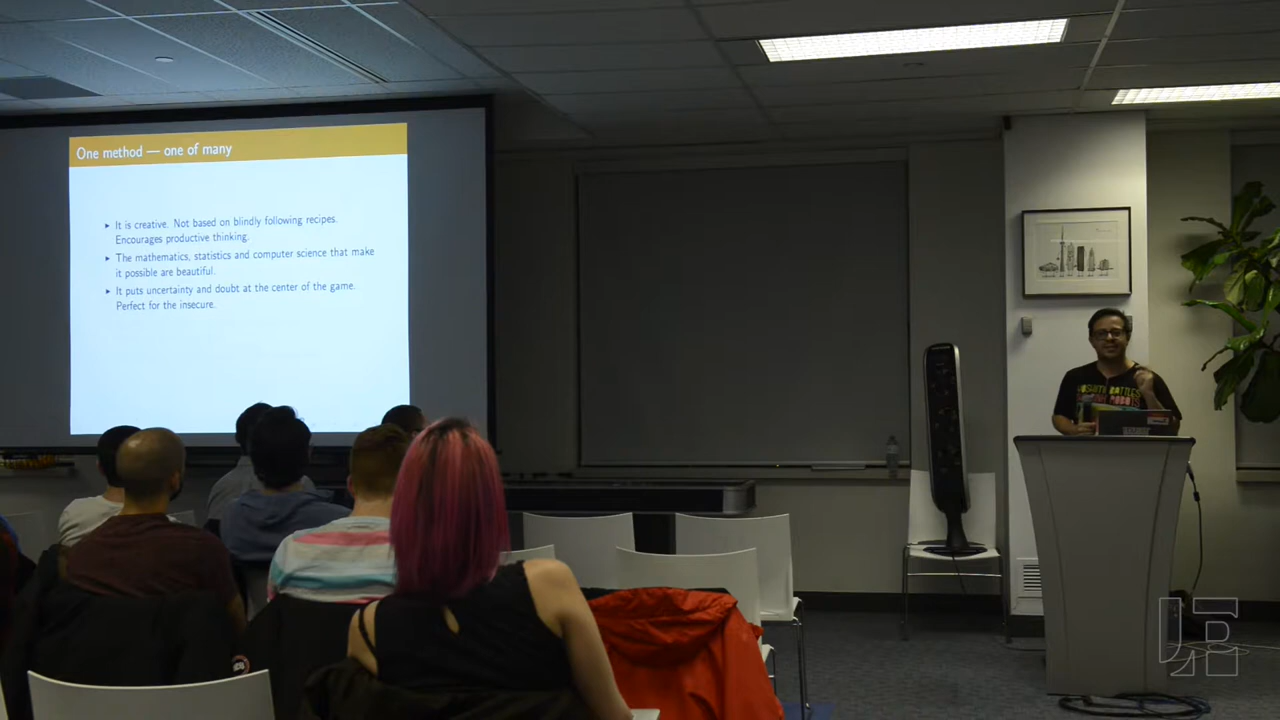 One method — one of many
It is creative. Not based on blindly following recipes.
Encourages productive thinking.
The mathematics, statistics and computer science that make
it possible are beautiful.
It puts uncertainty and doubt at the center of the game.
Perfect for the insecure.